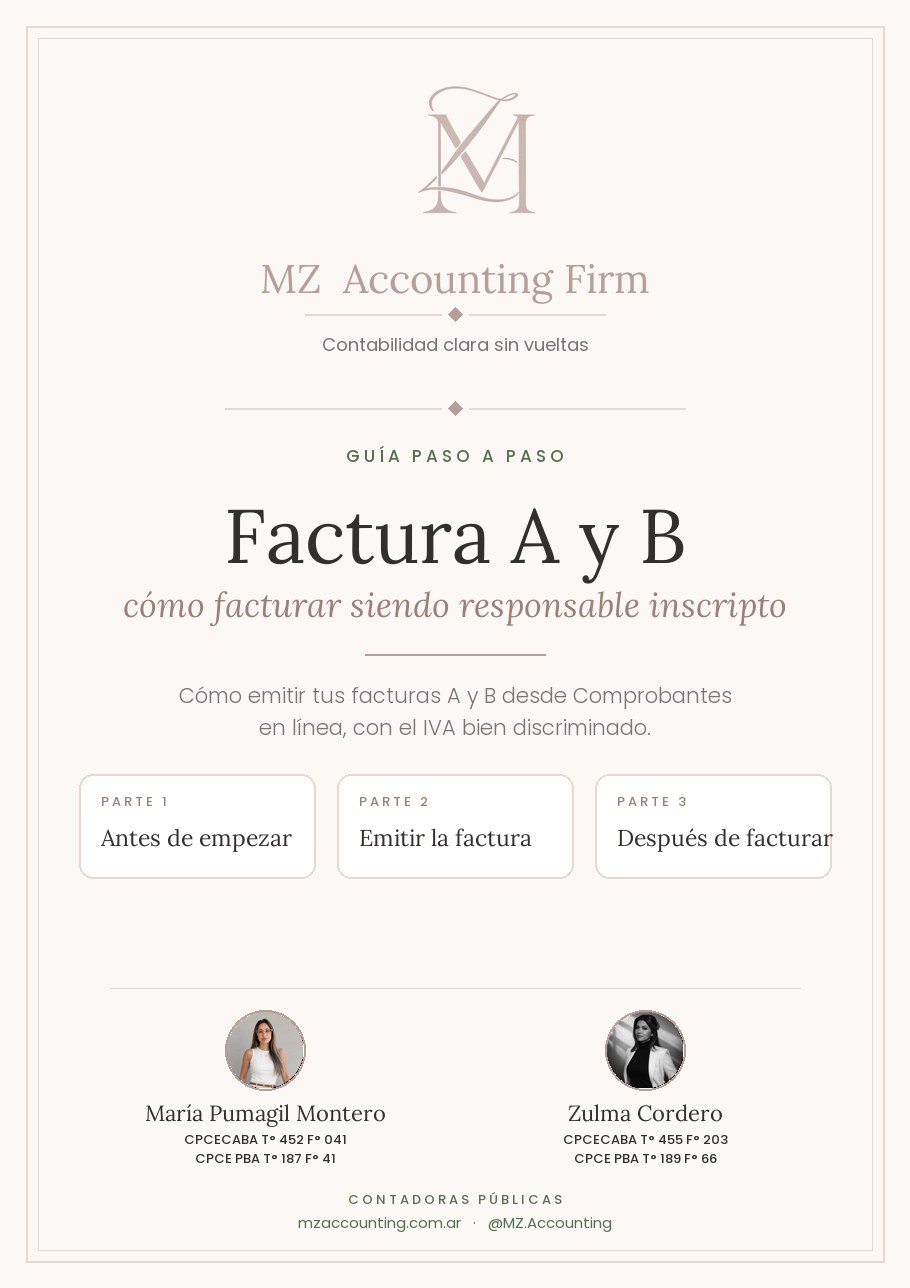 MZ Accounting Firm
Contabilidad clara sin vueltas
GUÍA PASO A PASO
Factura A y B
cómo facturar siendo responsable inscripto
Cómo emitir tus facturas A y B desde Comprobantes
en línea, con el IVA bien discriminado.
PARTE 1
Antes de empezar
PARTE 2
Emitir la factura
PARTE 3
Después de facturar
María Pumagil Montero
CPCECABA T° 452 F° 041
CPCE PBA T° 187 F° 41
Zulma Cordero
CPCECABA T° 455 F° 203
CPCE PBA T° 189 F° 66
CONTADORAS PÚBLICAS
mzaccounting.com.ar · @MZ.Accounting